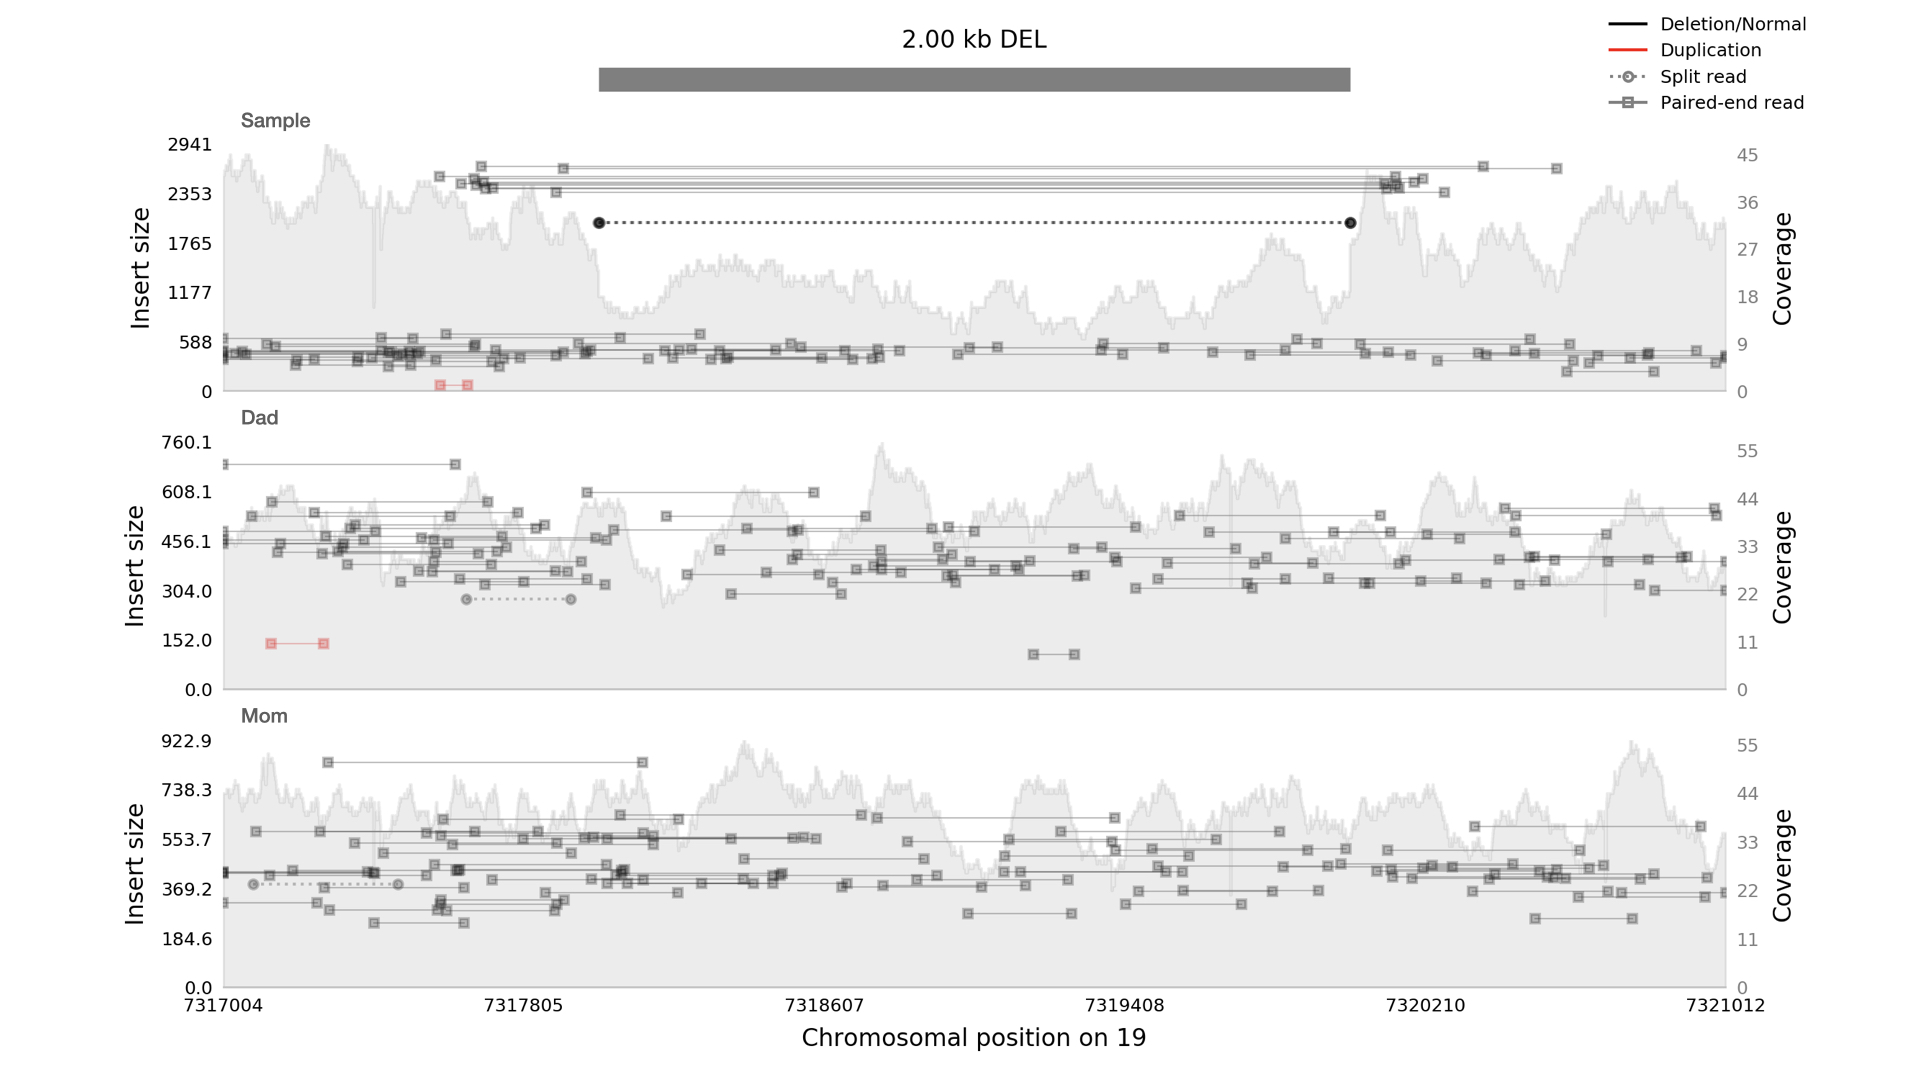 2.00 kb DEL
Deletion/Normal
Duplication
Split read
Paired-end read
Sample
2941
2353
1765
1177
588
0
Insert size
45
36
27
18
9
0
Coverage
Dad
760.1
608.1
456.1
304.0
152.0
0.0
Insert size
55
44
33
22
11
0
Coverage
Mom
922.9
738.3
553.7
369.2
184.6
0.0
Insert size
55
44
33
22
11
0
Coverage
7317004 7317805 7318607 7319408 7320210 7321012
Chromosomal position on 19